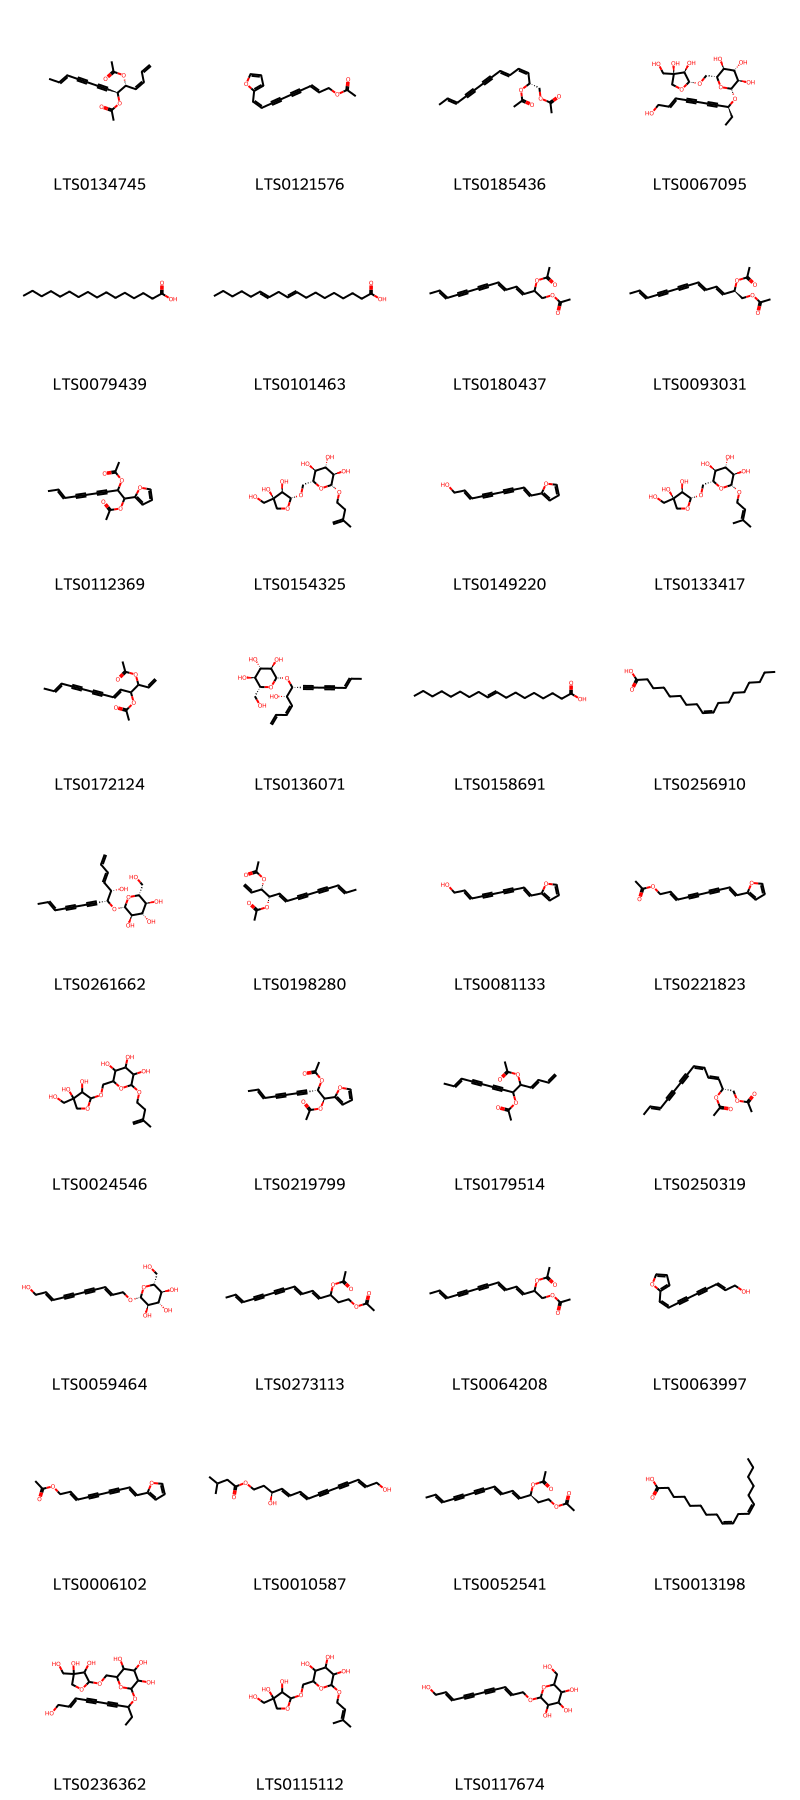 LTS0134745 LTS0121576 LTS0185436 LTS0067095
LTS0079439 LTS0101463 LTS0180437 LTS0093031
LTS0112369 LTS0154325 LTS0149220 LTS0133417
LTS0172124 LTS0136071 LTS0158691 LTS0256910
LTS0261662 LTS0198280 LTS0081133 LTS0221823
LTS0024546 LTS0219799 LTS0179514 LTS0250319
LTS0059464 LTS0273113 LTS0064208 LTS0063997
LTS0006102 LTS0010587 LTS0052541 LTS0013198
LTS0236362 LTS0115112 LTS0117674